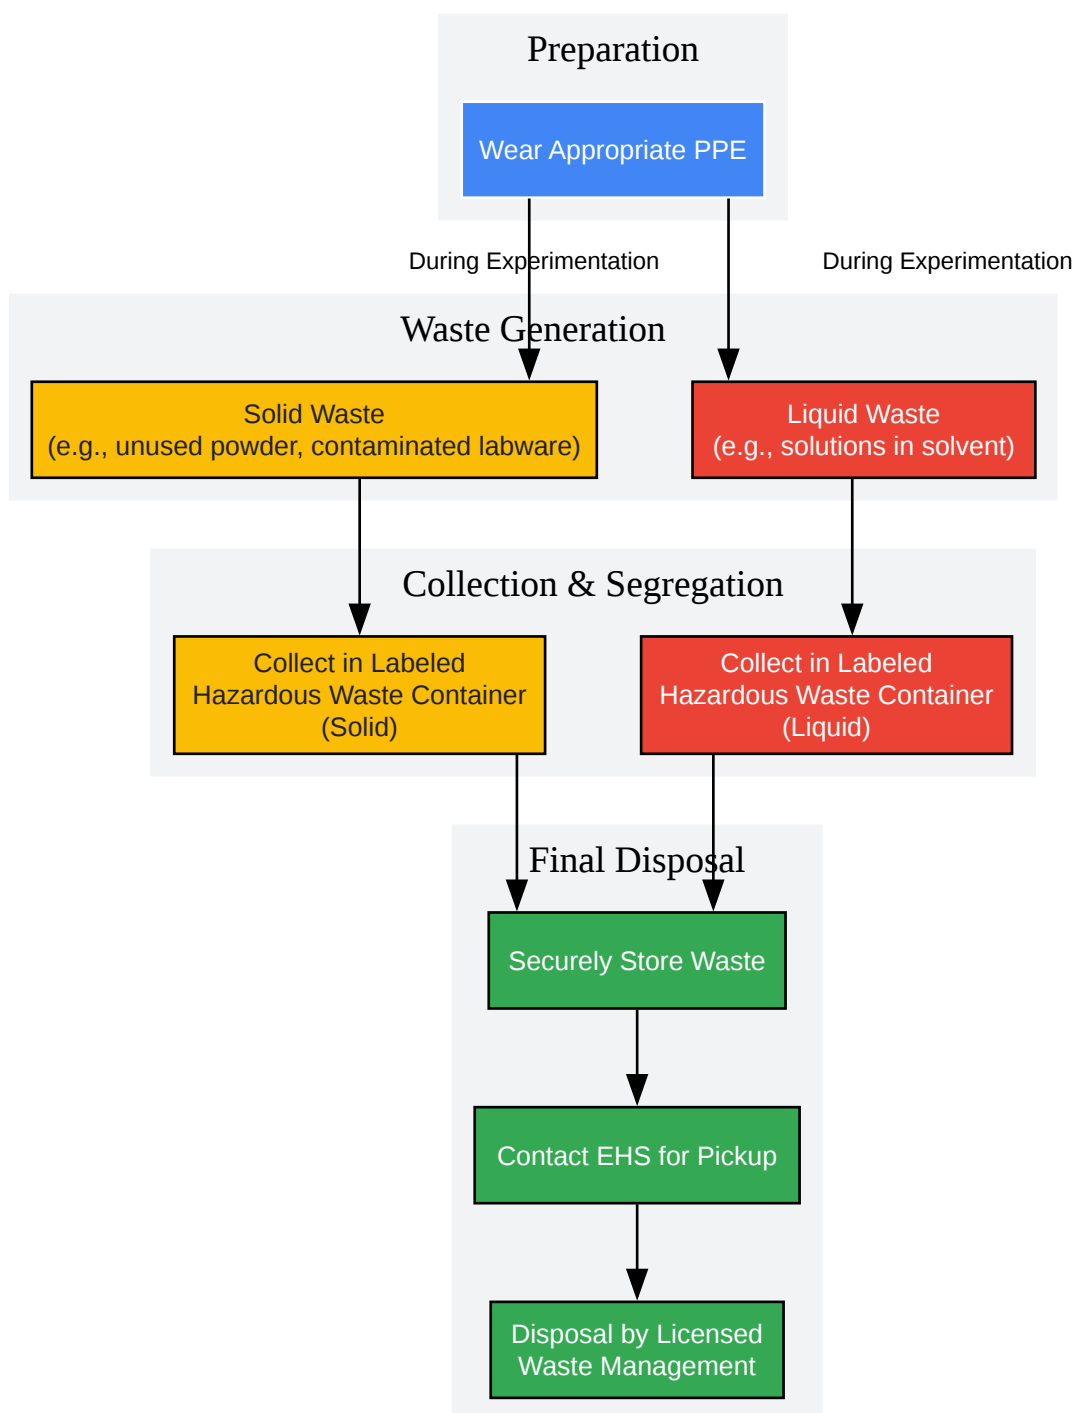 Preparation
Wear Appropriate PPE
During Experimentation
During Experimentation
Waste Generation
Solid Waste
(e.g., unused powder, contaminated labware)
Liquid Waste
(e.g., solutions in solvent)
Collection & Segregation
Collect in Labeled
Hazardous Waste Container
(Solid)
Collect in Labeled
Hazardous Waste Container
(Liquid)
Final Disposal
Securely Store Waste
Contact EHS for Pickup
Disposal by Licensed
Waste Management